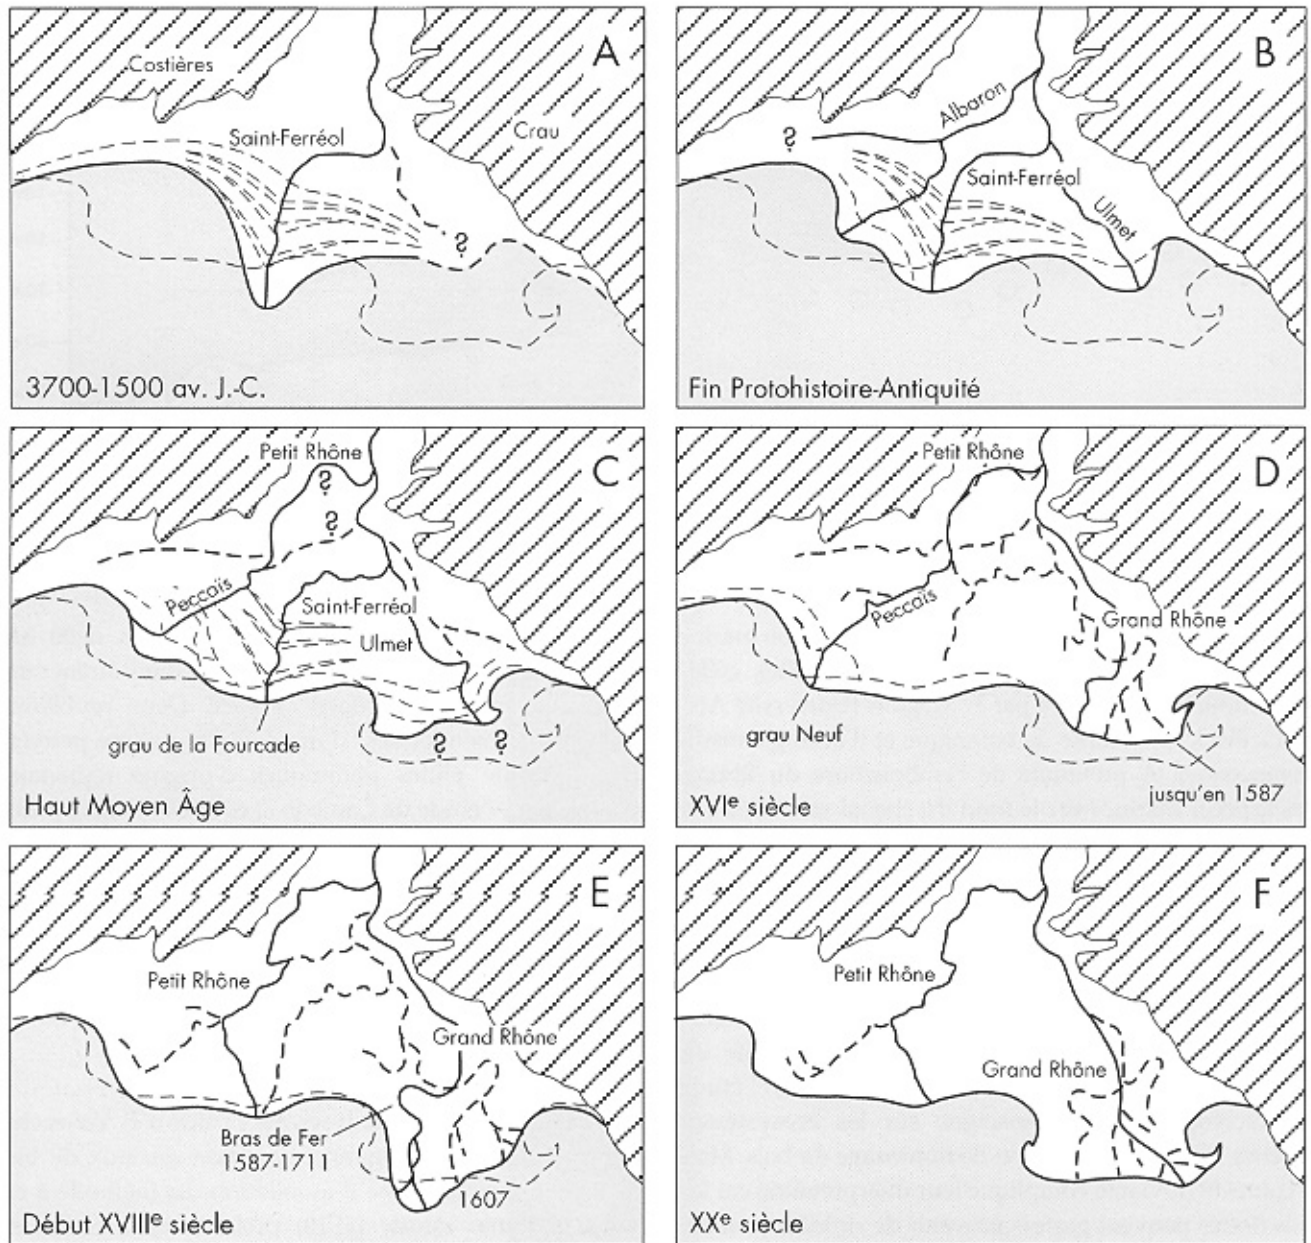 A
Costières
Saint-Ferréol
Crau
?
3700-1500 av. J.-C.
B
Albaron
?
Saint-Ferréol
Ulmet
Fin Protohistoire-Antiquité
Petit Rhône
C
?
?
Peccaïs
Saint-Ferréol
Ulmet
grau de la Fourcade
? ?
Haut Moyen Âge
Petit Rhône
D
Peccaïs
Grand Rhône
grau Neuf
jusqu'en 1587
XVIe siècle
E
Petit Rhône
Grand Rhône
Bras de Fer
1587-1711
1607
Début XVIIIe siècle
F
Petit Rhône
Grand Rhône
XXe siècle